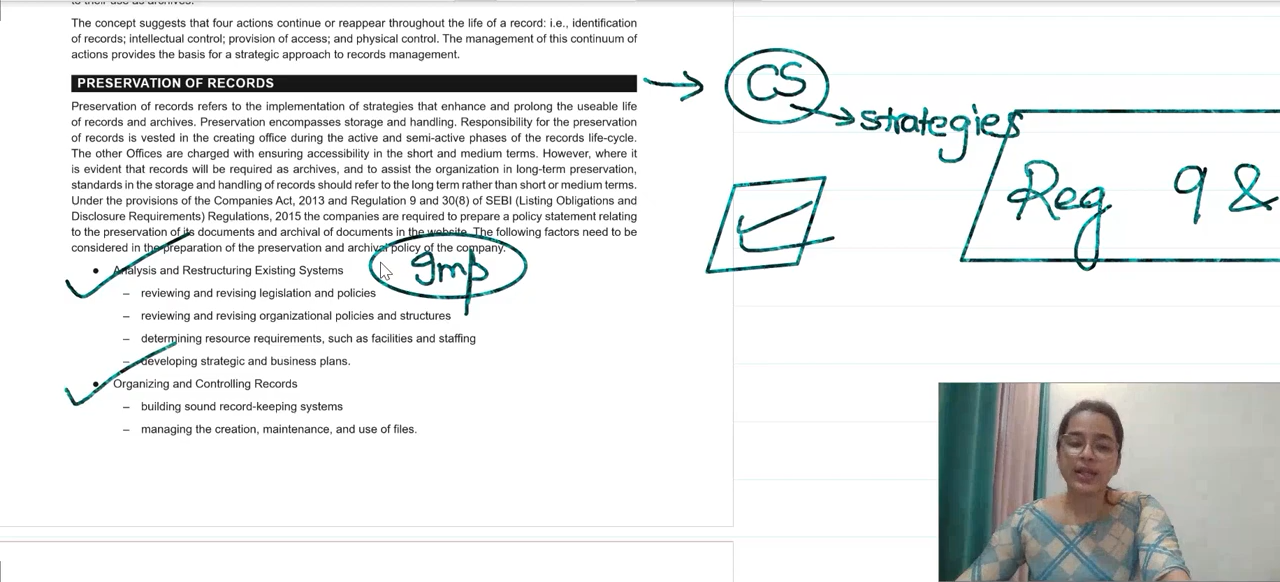 The concept suggests that four actions continue or reappear throughout the life of a record: i.e., identification
of records; intellectual control; provision of access; and physical control. The management of this continuum of
actions provides the basis for a strategic approach to records management.
PRESERVATION OF RECORDS
Preservation of records refers to the implementation of strategies that enhance and prolong the useable life
of records and archives. Preservation encompasses storage and handling. Responsibility for the preservation
of records is vested in the creating office during the active and semi-active phases of the records life-cycle.
The other Offices are charged with ensuring accessibility in the short and medium terms. However, where it
is evident that records will be required as archives, and to assist the organization in long-term preservation,
standards in the storage and handling of records should refer to the long term rather than short or medium terms.
Under the provisions of the Companies Act, 2013 and Regulation 9 and 30(8) of SEBI (Listing Obligations and
Disclosure Requirements) Regulations, 2015 the companies are required to prepare a policy statement relating
to the preservation of its documents and archival of documents in the website. The following factors need to be
considered in the preparation of the preservation and archival policy of the company.
• Analysis and Restructuring Existing Systems
– reviewing and revising legislation and policies
– reviewing and revising organizational policies and structures
– determining resource requirements, such as facilities and staffing
– developing strategic and business plans.
• Organizing and Controlling Records
– building sound record-keeping systems
– managing the creation, maintenance, and use of files.
Imp
CS
strategies
Reg 9 &